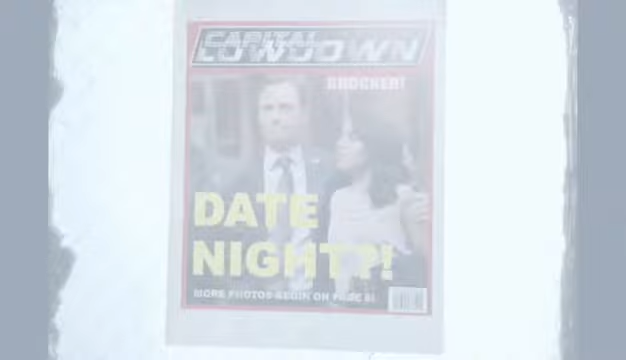 CAPITAL
LOWDOWN
SHOCKER!
DATE
NIGHT?!
MORE PHOTOS BEGIN ON PAGE 8!